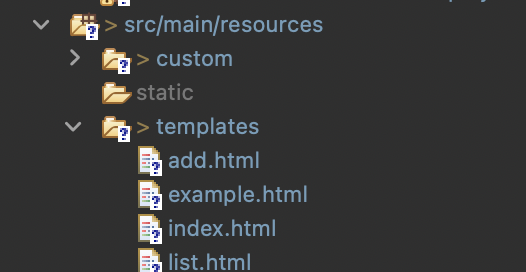 > src/main/resources
> custom
static
> templates
add.html
example.html
index.html
list.html